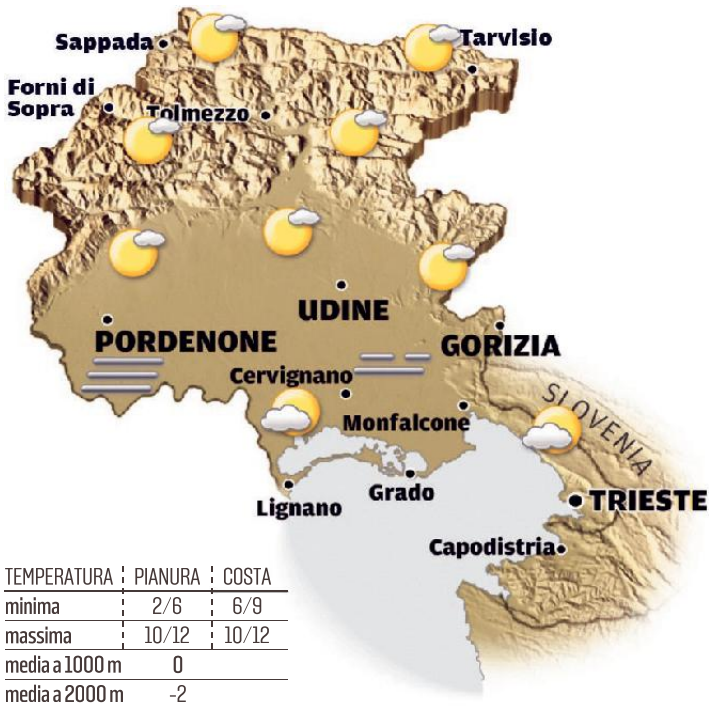 Sappada
Tarvisio
Forni di
Sopra
Tolmezzo
UDINE
PORDENONE
GORIZIA
Cervignano
SLOVENIA
Monfalcone
Lignano
Grado
TRIESTE
Capodistria
TEMPERATURA PIANURA COSTA
minima 2/6 6/9
massima 10/12 10/12
media a 1000 m 0
media a 2000 m -2